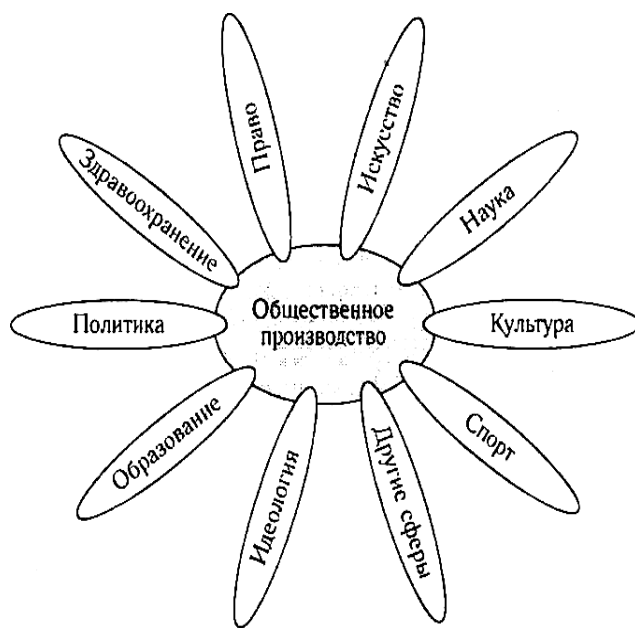 Право
Искусство
Здравоохранение
Наука
Общественное
производство
Политика
Культура
Образование
Спорт
Идеология
Другие сферы